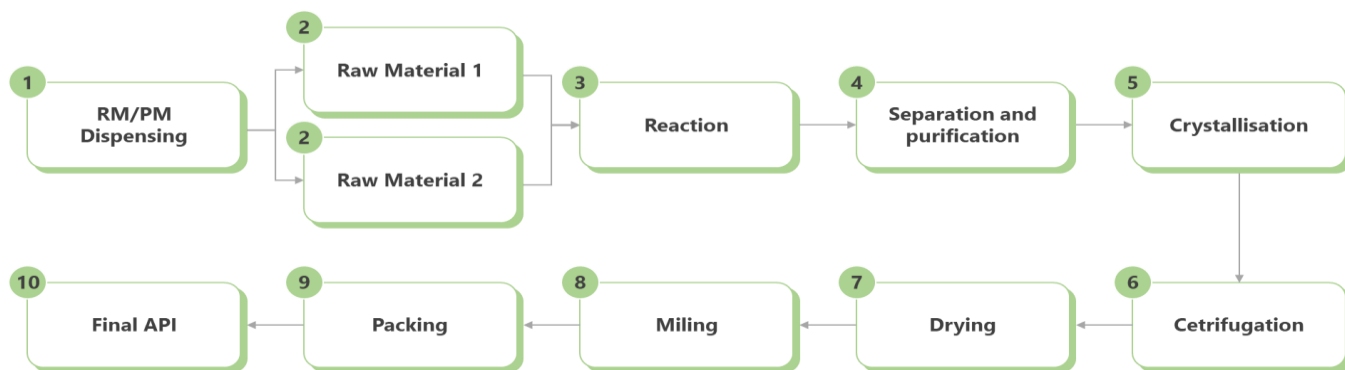 1
RM/PM
Dispensing
2
Raw Material 1
2
Raw Material 2
3
Reaction
4
Separation and
purification
5
Crystallisation
6
Cetrifugation
7
Drying
8
Miling
9
Packing
10
Final API